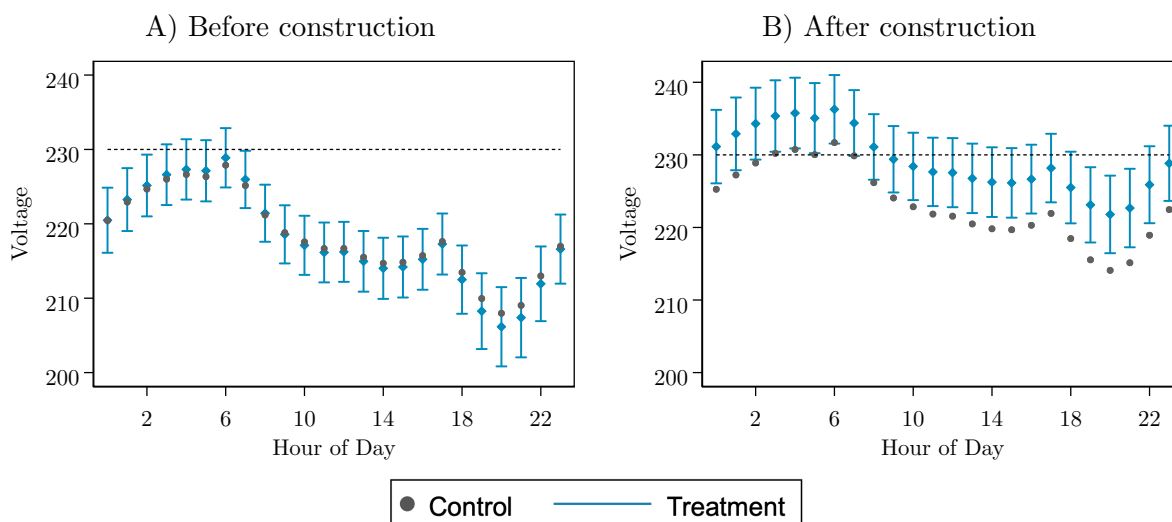 A) Before construction
240
230
220
210
200
Voltage
2 6 10 14 18 22
Hour of Day
B) After construction
240
230
220
210
200
Voltage
2 6 10 14 18 22
Hour of Day
Control Treatment